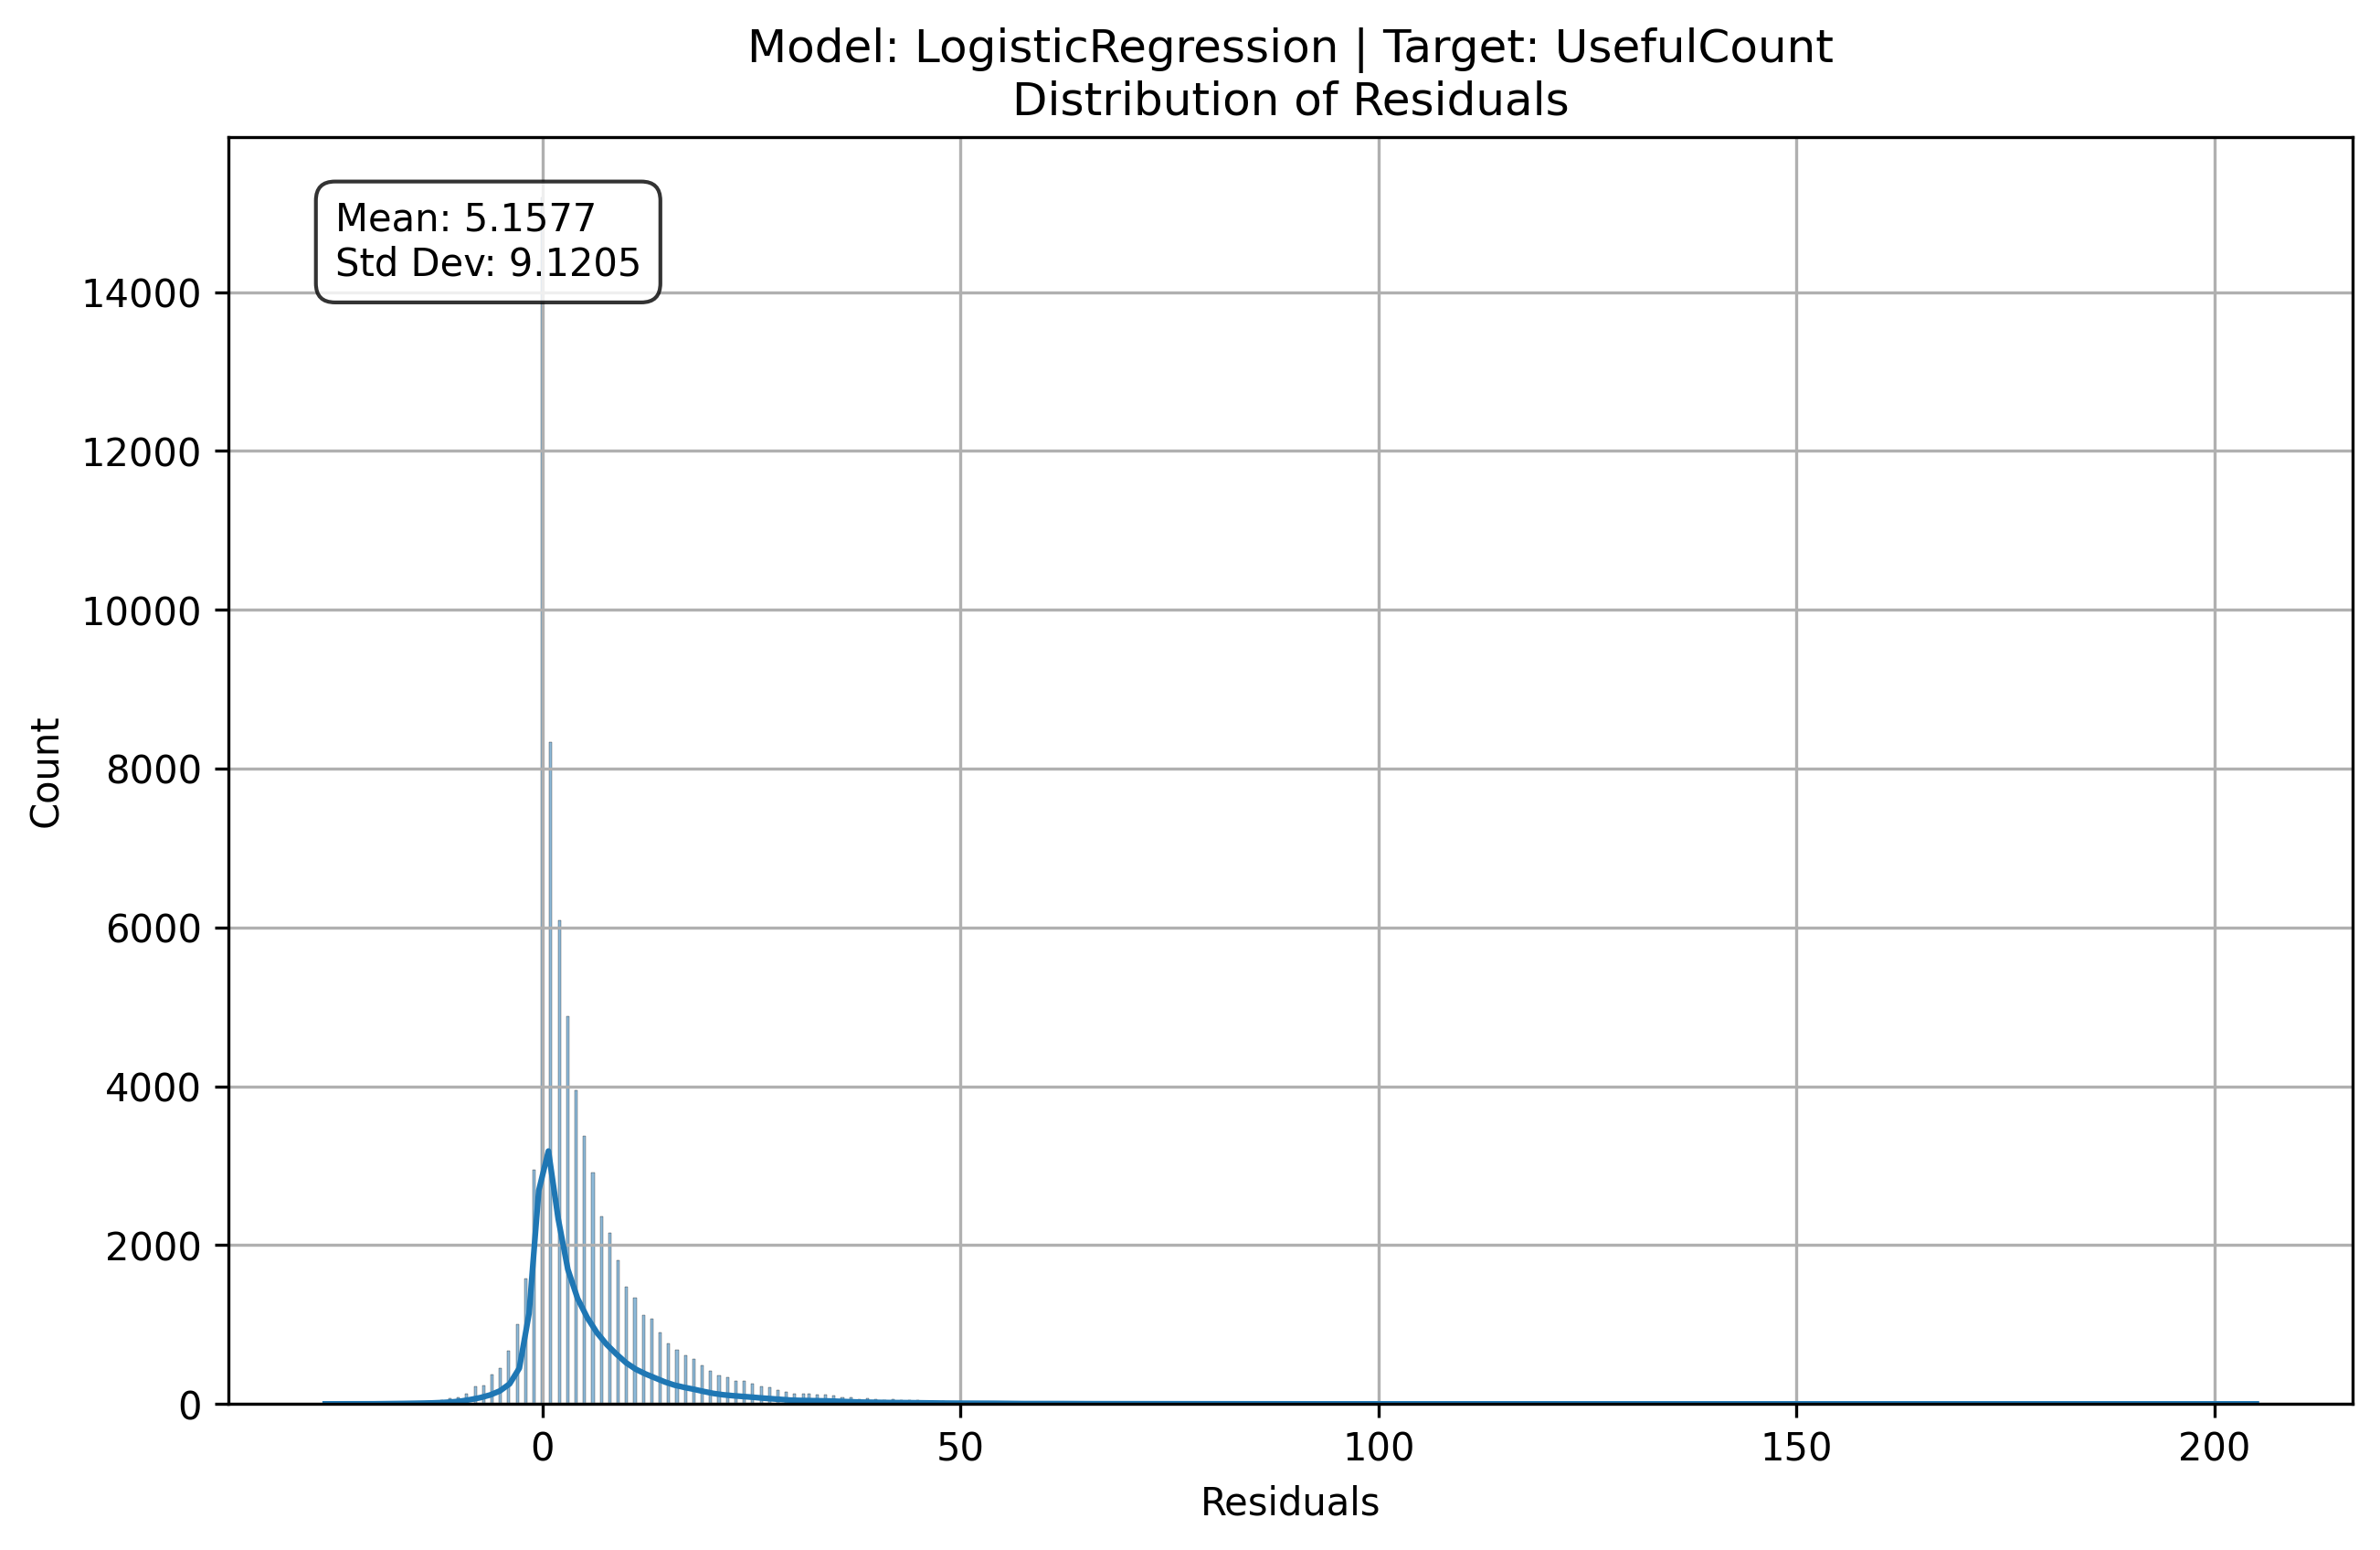 Model: LogisticRegression | Target: UsefulCount
Distribution of Residuals
Mean: 5.1577
Std Dev: 9.1205
14000
12000
10000
8000
6000
4000
2000
0
Count
0 50 100 150 200
Residuals